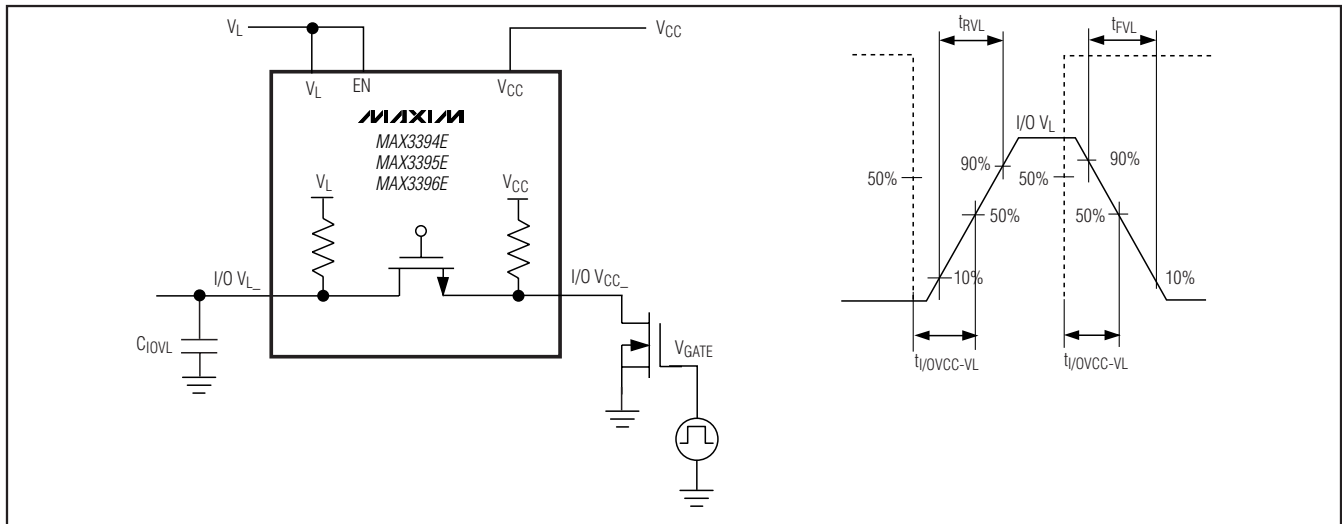 VL
VCC
VL
EN
VCC
MAXIM
MAX3394E
MAX3395E
MAX3396E
VL
VCC
I/O VL_
I/O VCC_
CIOVL
VGATE
tRVL
tFVL
I/O VL
90%
90%
50%
50%
50%
50%
10%
10%
tI/OVCC-VL
tI/OVCC-VL